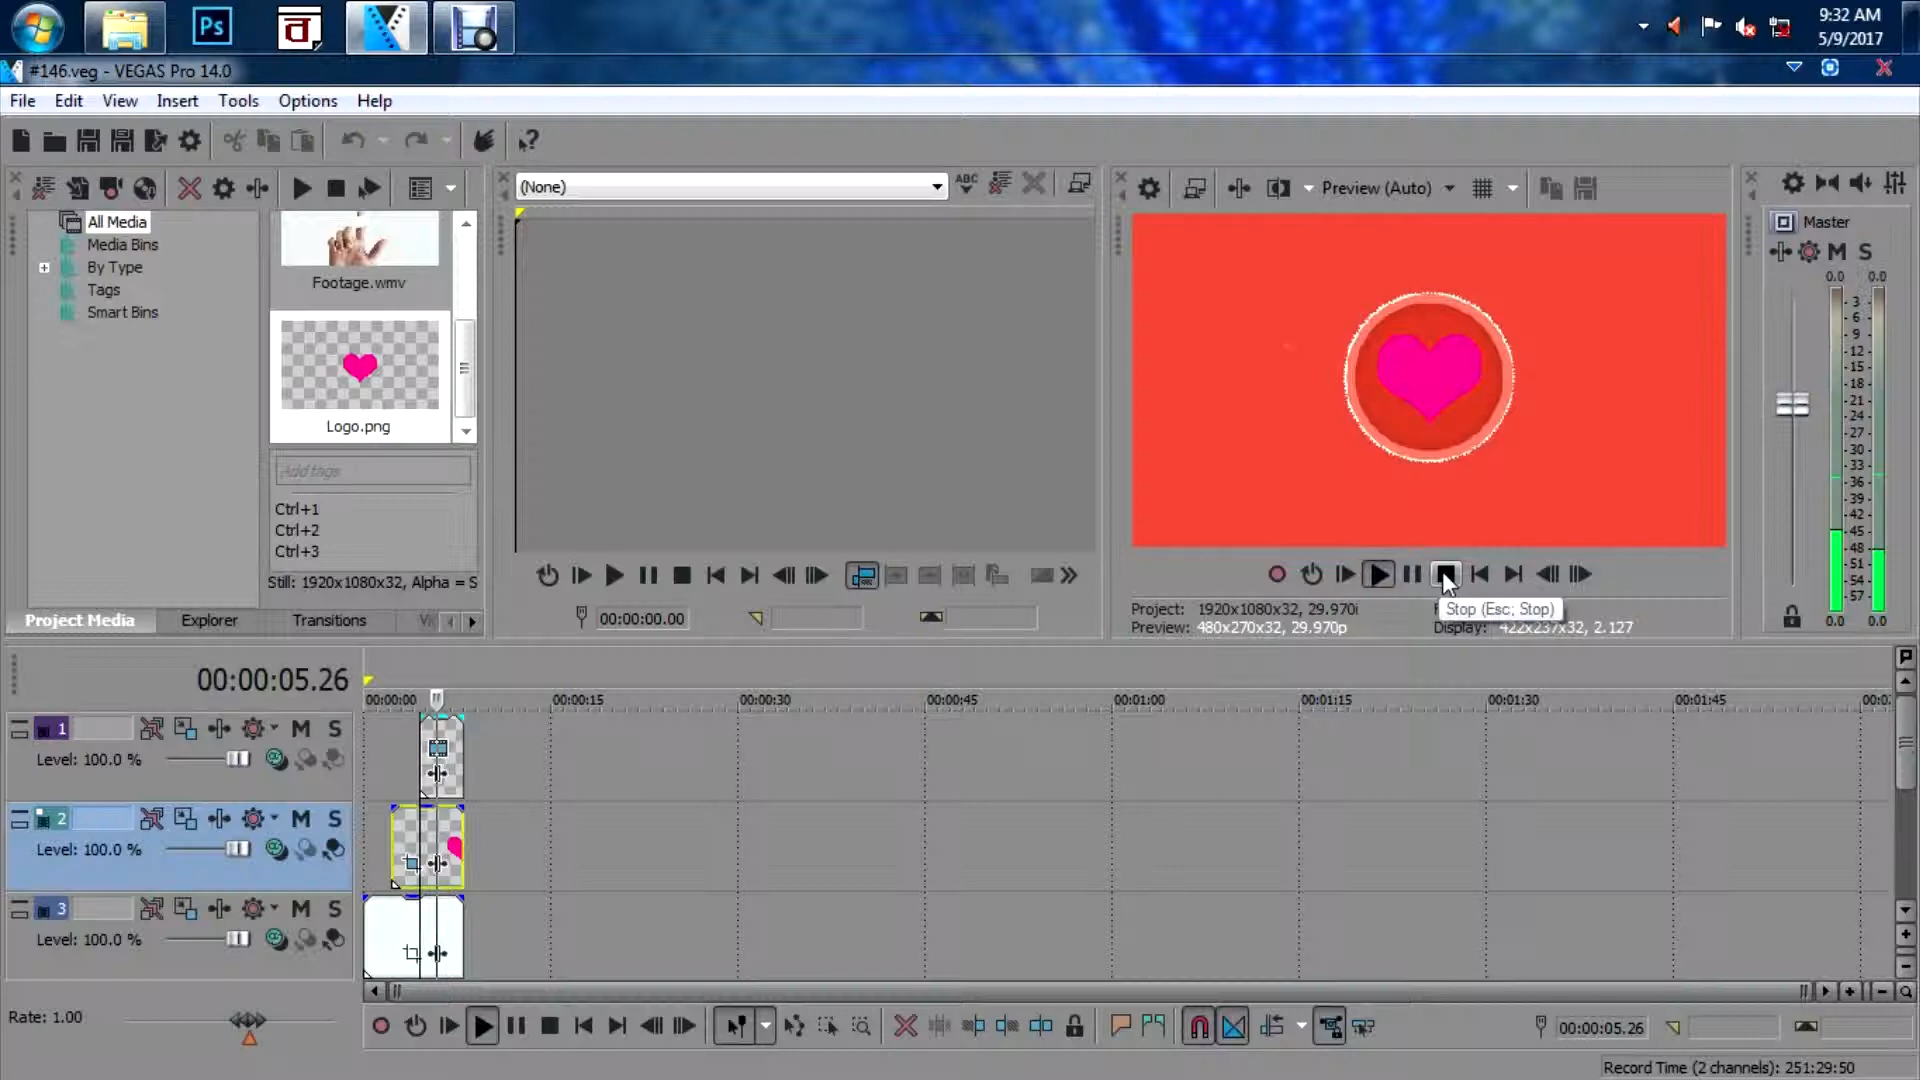 Ps
9:32 AM
5/9/2017
#146.veg - VEGAS Pro 14.0
File Edit View Insert Tools Options Help
(None)
ABC
Preview (Auto)
All Media
Media Bins
By Type
Tags
Smart Bins
Footage.wmv
Logo.png
Add tags
Ctrl+1
Ctrl+2
Ctrl+3
Still: 1920x1080x32, Alpha = S
Project Media Explorer Transitions
00:00:00.00
Project: 1920x1080x32, 29.970i
Preview: 480x270x32, 29.970p
Stop (Esc; Stop)
Display: 422x237x32, 2.127
Master
M S
0.0 0.0
- 3 -
- 6 -
- 9 -
-12-
-15-
-18-
-21-
-24-
-27-
-30-
-33-
-36-
-39-
-42-
-45-
-48-
-51-
-54-
-57-
0.0 0.0
00:00:05.26
00:00:00 00:00:15 00:00:30 00:00:45 00:01:00 00:01:15 00:01:30 00:01:45
1 M S
Level: 100.0 %
2 M S
Level: 100.0 %
3 M S
Level: 100.0 %
Rate: 1.00
00:00:05.26
Record Time (2 channels): 251:29:50